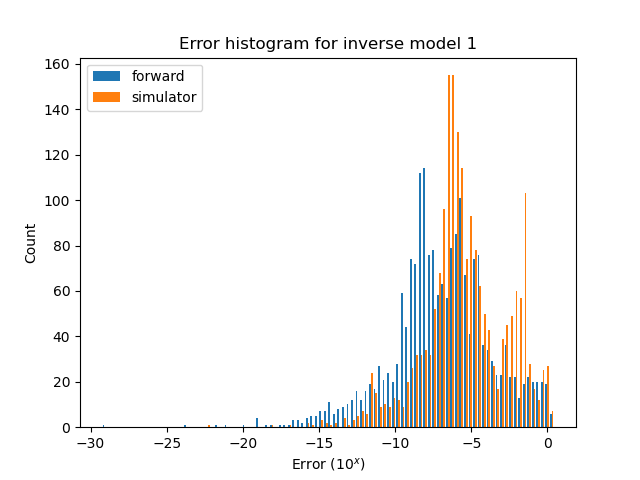 Error histogram for inverse model 1
forward
simulator
160
140
120
100
80
60
40
20
0
Count
−30 −25 −20 −15 −10 −5 0
Error (10^x)